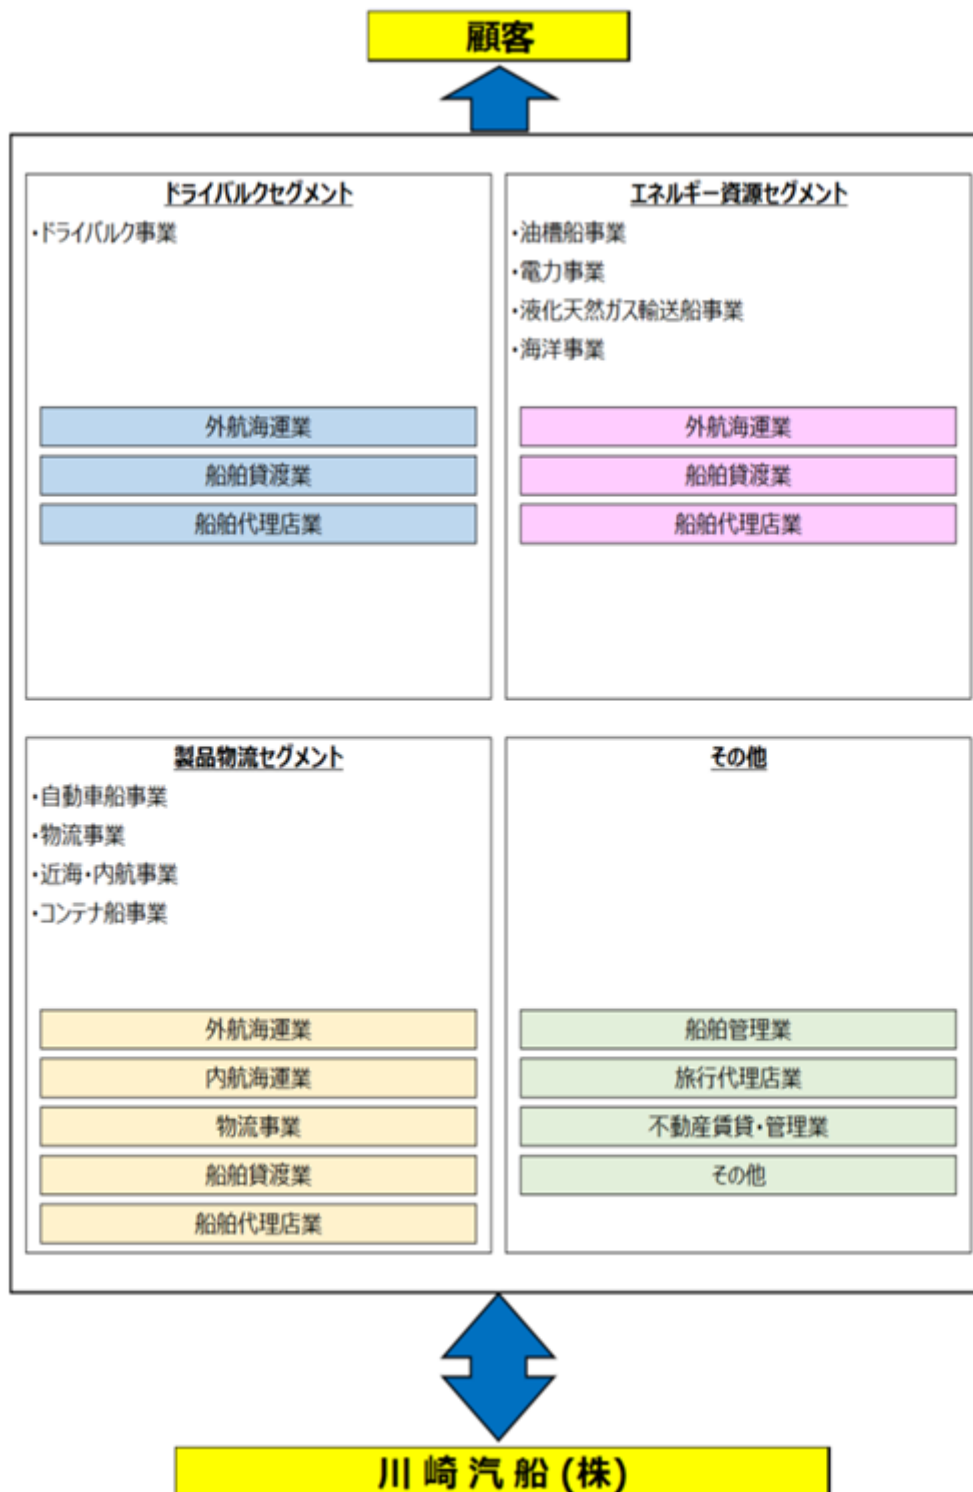 顧客
ドライバルクセグメント
・ドライバルク事業
外航海運業
船舶貸渡業
船舶代理店業
エネルギー資源セグメント
・油槽船事業
・電力事業
・液化天然ガス輸送船事業
・海洋事業
外航海運業
船舶貸渡業
船舶代理店業
製品物流セグメント
・自動車船事業
・物流事業
・近海・内航事業
・コンテナ船事業
外航海運業
内航海運業
物流事業
船舶貸渡業
船舶代理店業
その他
船舶管理業
旅行代理店業
不動産賃貸・管理業
その他
川 崎 汽 船 (株)